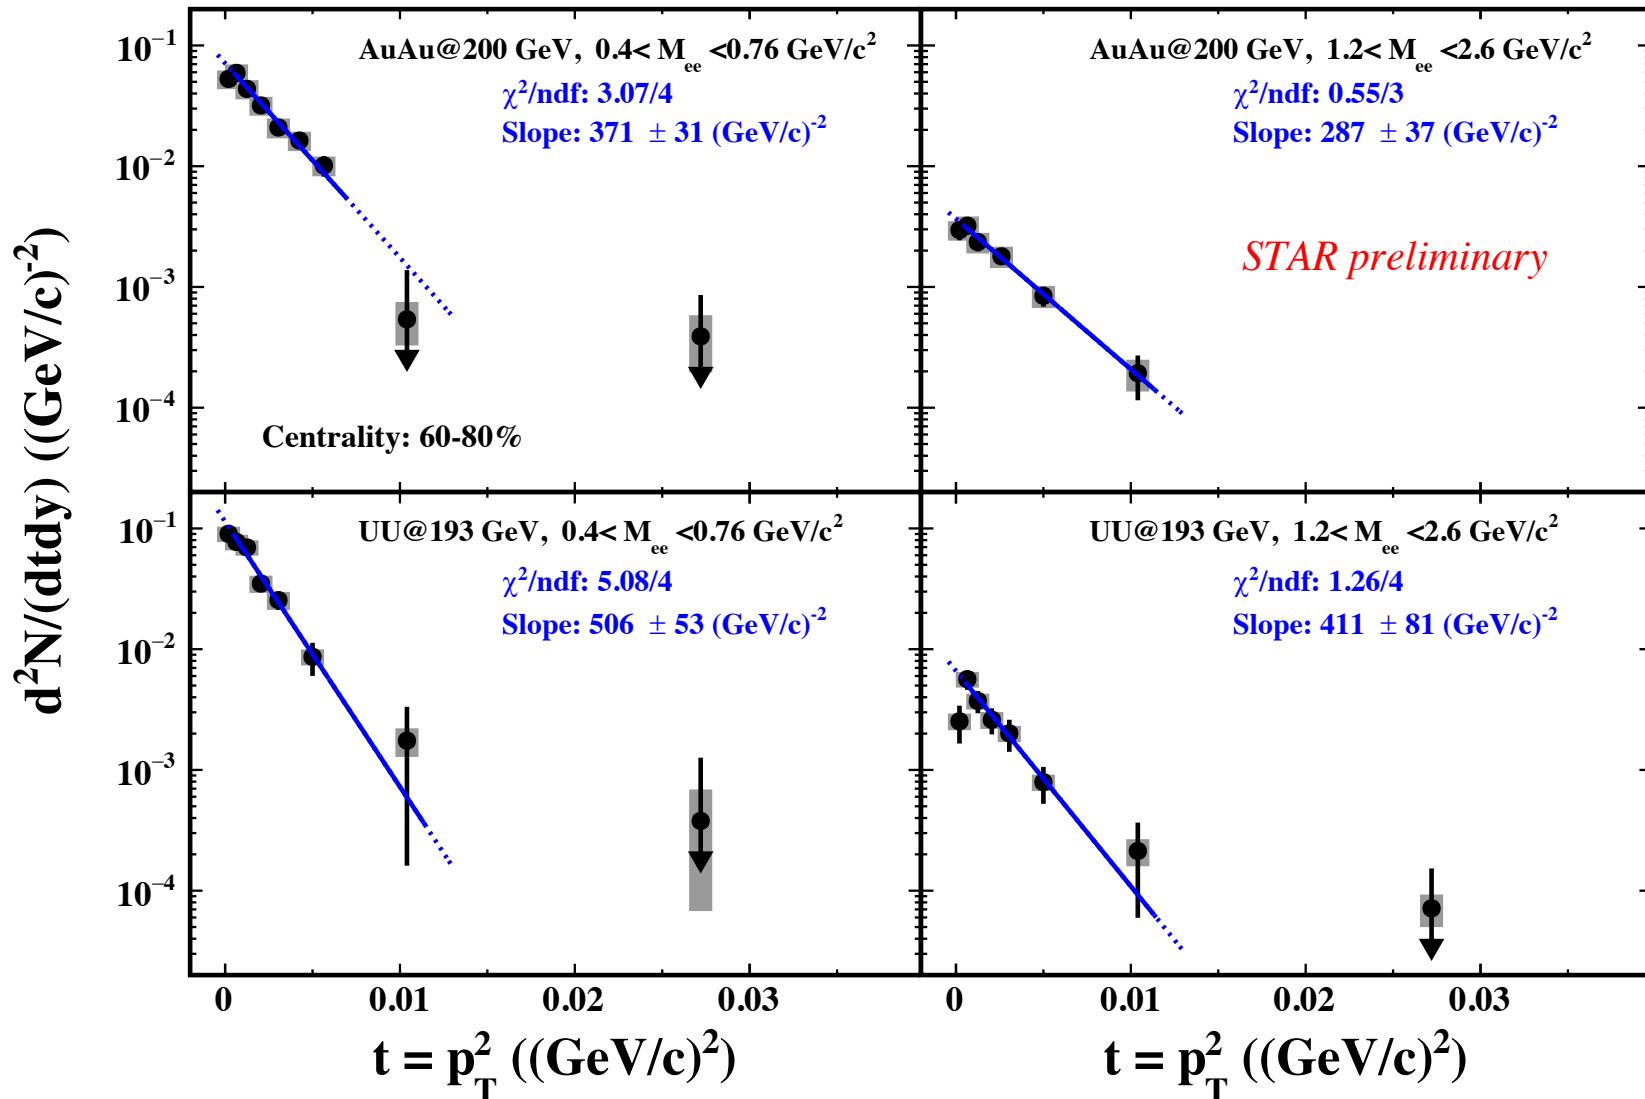 d²N/(dtdy) ((GeV/c)⁻²)
10⁻¹
10⁻²
10⁻³
10⁻⁴
AuAu@200 GeV, 0.4< M_ee <0.76 GeV/c²
χ²/ndf: 3.07/4
Slope: 371 ± 31 (GeV/c)⁻²
Centrality: 60-80%
AuAu@200 GeV, 1.2< M_ee <2.6 GeV/c²
χ²/ndf: 0.55/3
Slope: 287 ± 37 (GeV/c)⁻²
STAR preliminary
10⁻¹
10⁻²
10⁻³
10⁻⁴
UU@193 GeV, 0.4< M_ee <0.76 GeV/c²
χ²/ndf: 5.08/4
Slope: 506 ± 53 (GeV/c)⁻²
UU@193 GeV, 1.2< M_ee <2.6 GeV/c²
χ²/ndf: 1.26/4
Slope: 411 ± 81 (GeV/c)⁻²
0 0.01 0.02 0.03
0 0.01 0.02 0.03
t = p_T² ((GeV/c)²)
t = p_T² ((GeV/c)²)